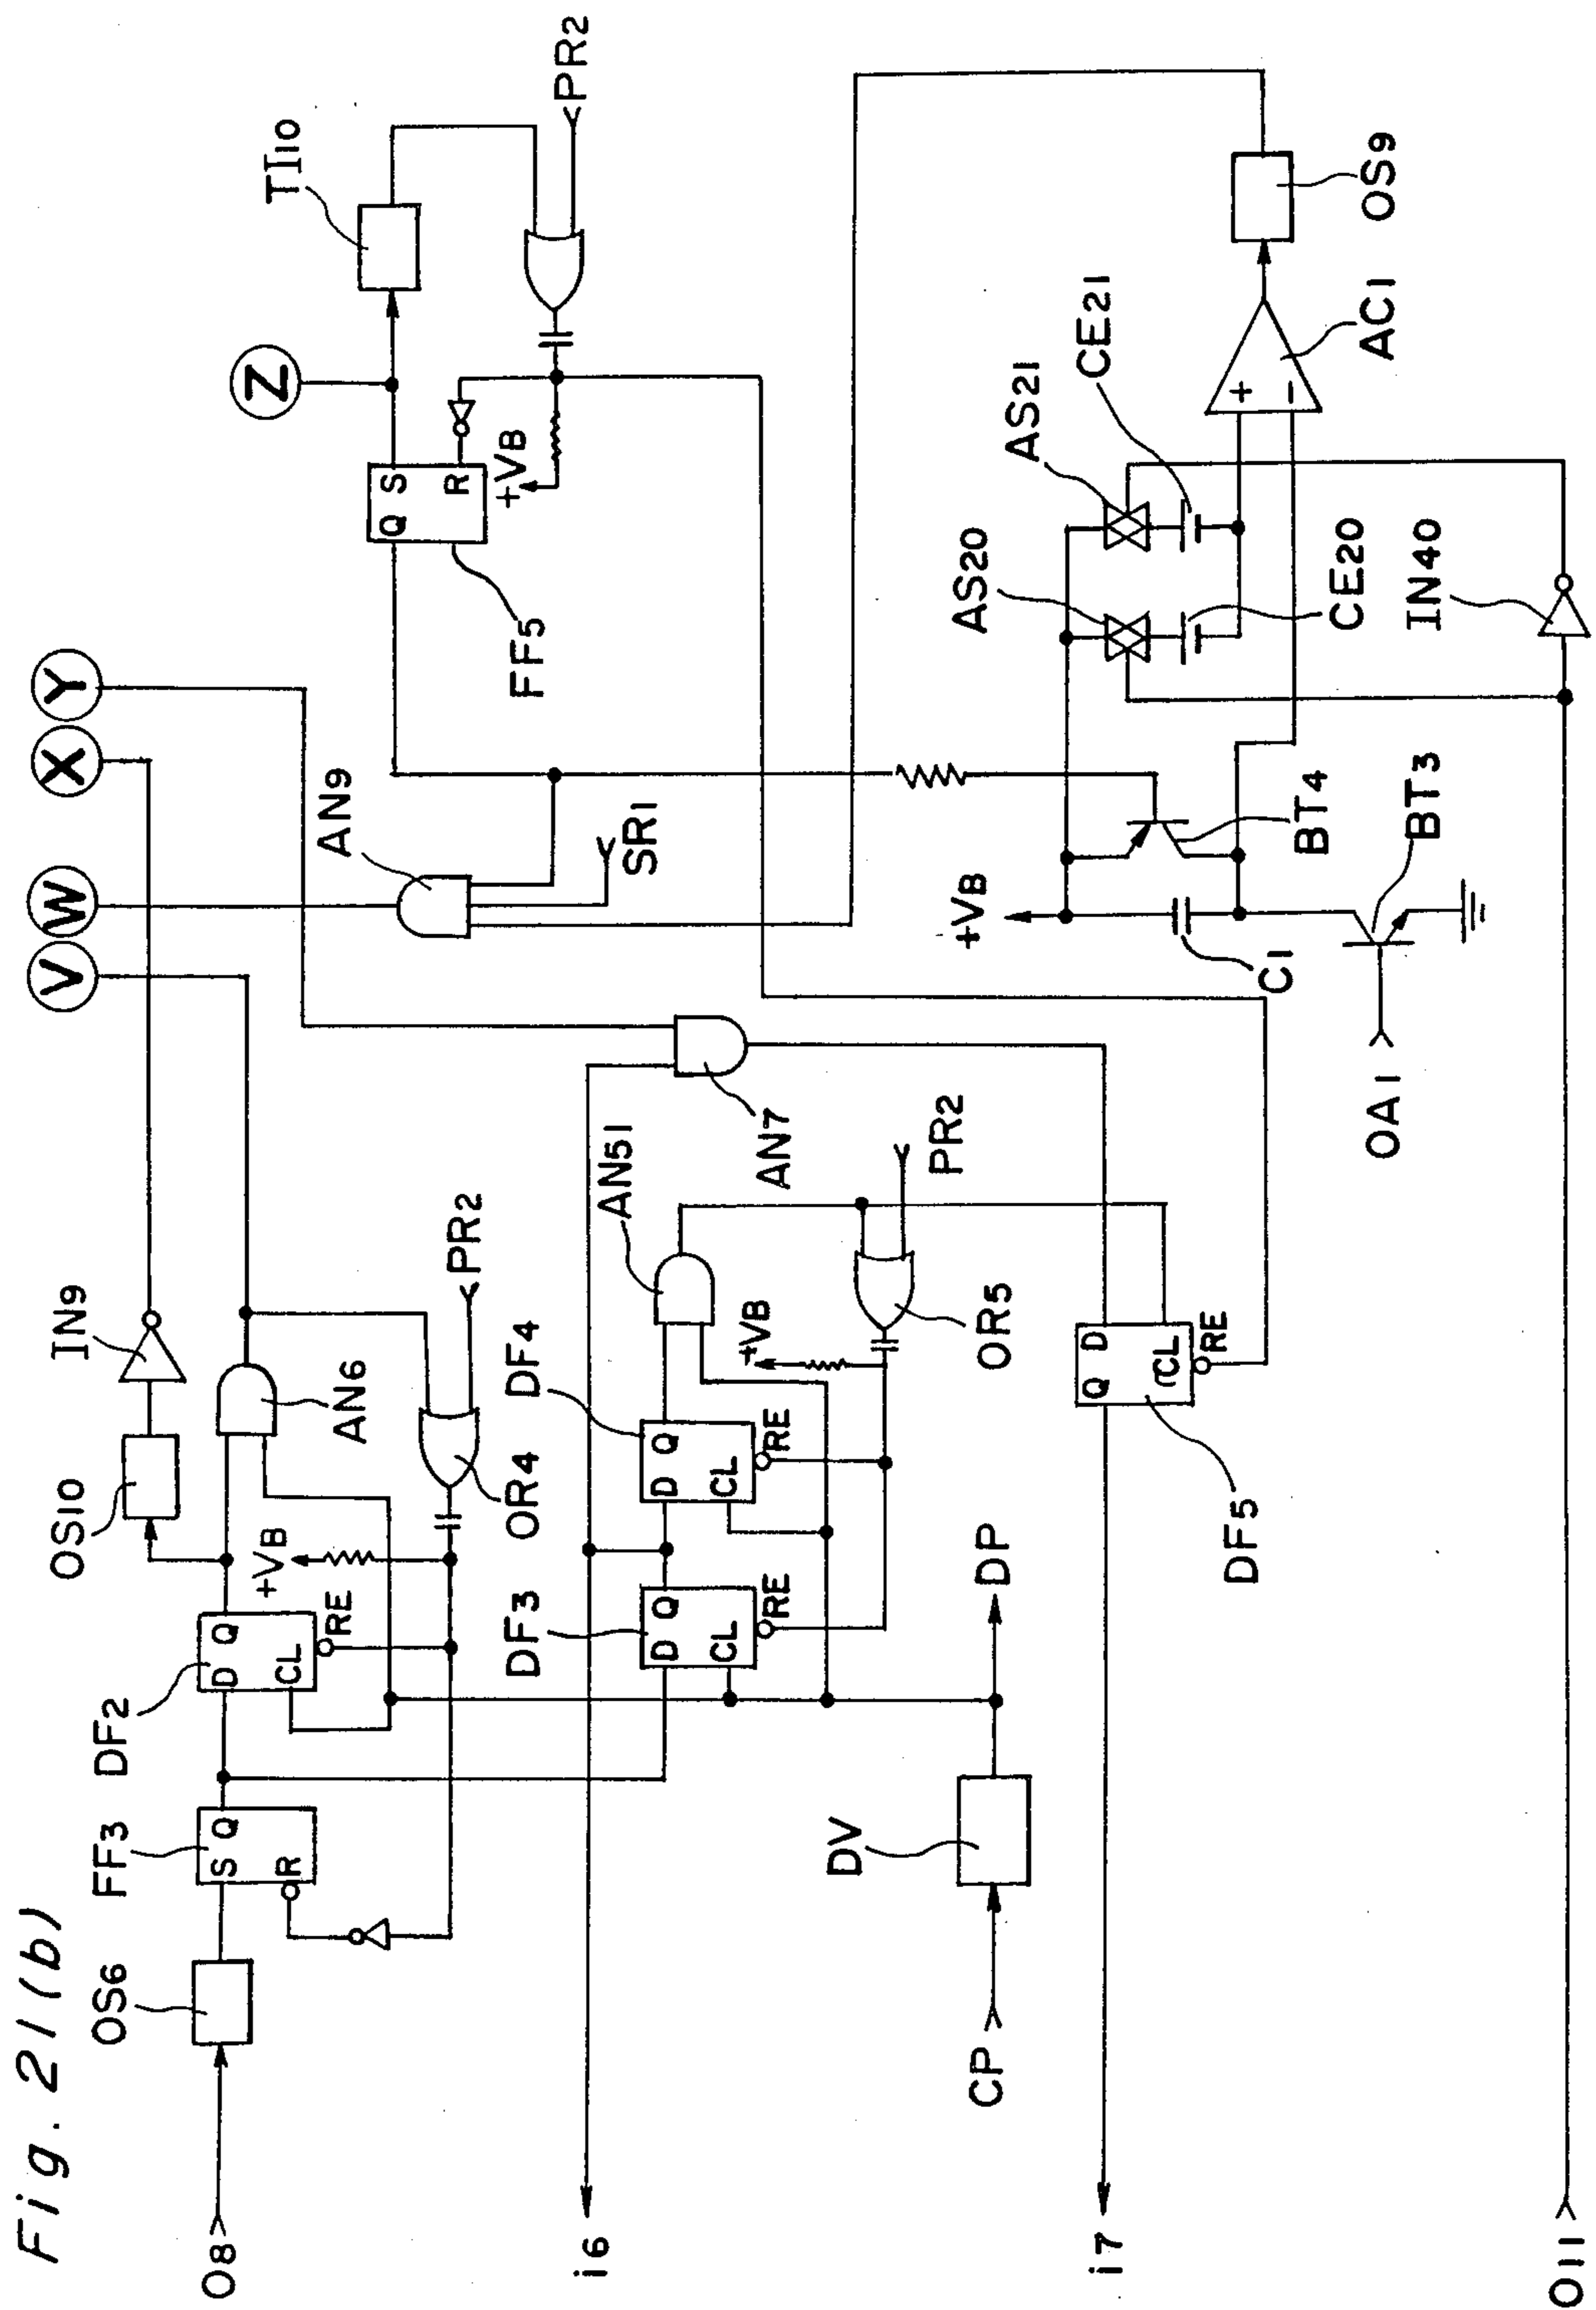 Fig. 21(b)
O8
OS6
FF3
S Q
R
DF2
D Q
CL
RE
+VB
OS10
IN9
AN6
OR4
PR2
V
W
X
Y
Z
i6
DF3
D Q
CL
RE
DF4
D Q
CL
RE
+VB
AN51
OR5
PR2
AN7
AN9
SR1
FF5
Q S
R
+VB
TI10
PR2
CP
DV
DP
i7
DF5
Q D
CL
RE
OA1
+VB
C1
BT4
BT3
AS20
AS21
CE21
CE20
+
−
AC1
OS9
IN40
O11